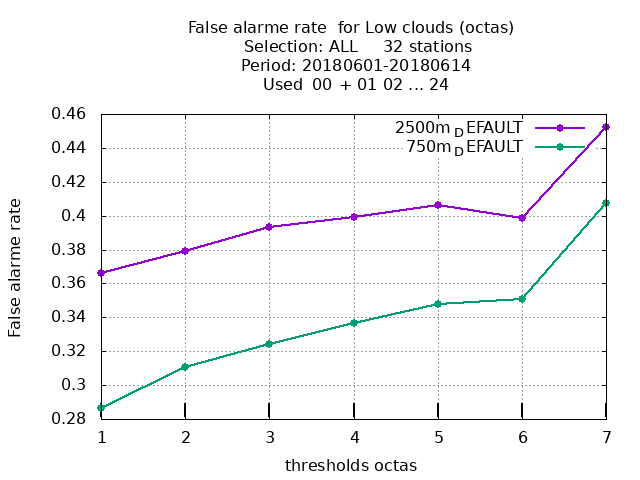 False alarme rate  for Low clouds (octas)
Selection: ALL     32 stations
Period: 20180601-20180614
Used  00 + 01 02 ... 24
0.46
2500m_DEFAULT
0.44
750m_DEFAULT
0.42
0.4
0.38
0.36
0.34
0.32
0.3
0.28
False alarme rate
1 2 3 4 5 6 7
thresholds octas